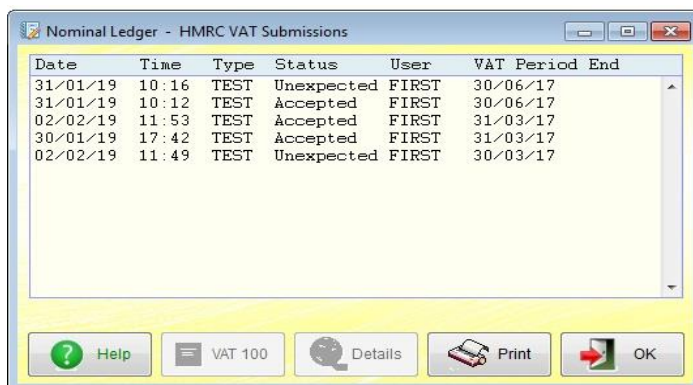 Nominal Ledger - HMRC VAT Submissions
Date Time Type Status User VAT Period End
31/01/19 10:16 TEST Unexpected FIRST 30/06/17
31/01/19 10:12 TEST Accepted FIRST 30/06/17
02/02/19 11:53 TEST Accepted FIRST 31/03/17
30/01/19 17:42 TEST Accepted FIRST 31/03/17
02/02/19 11:49 TEST Unexpected FIRST 30/03/17
Help VAT 100 Details Print OK